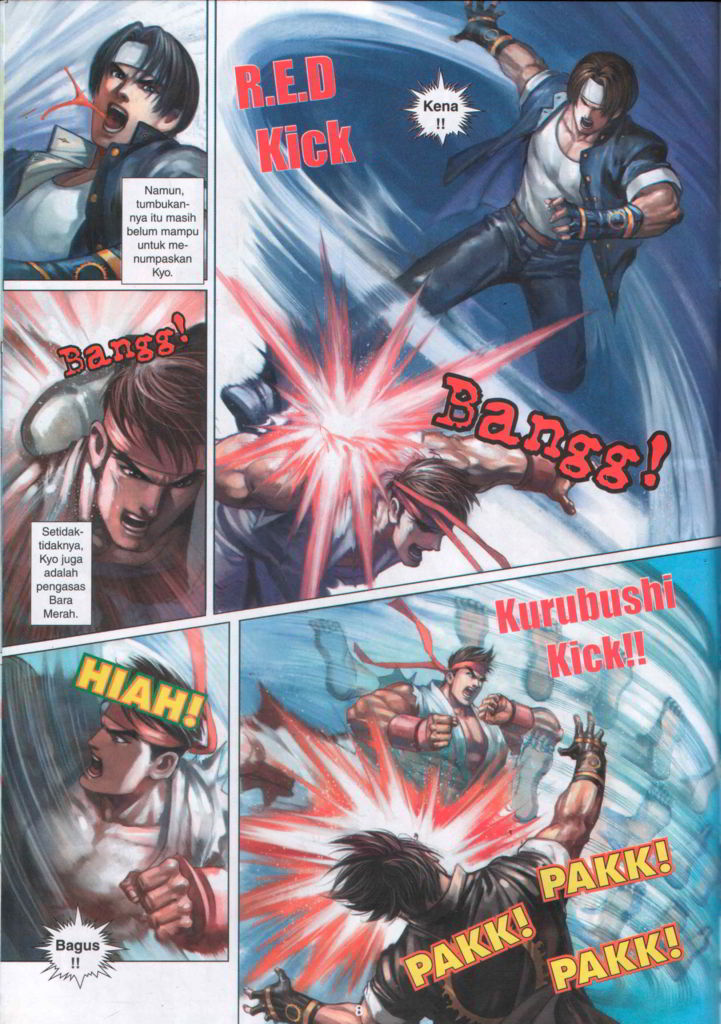 Namun,
tumbukan-
nya itu masih
belum mampu
untuk me-
numpaskan
Kyo.
R.E.D
Kick
Kena
!!
Bangg!
Setidak-
tidaknya,
Kyo juga
adalah
pengasas
Bara
Merah.
Bangg!
HIAH!
Bagus
!!
Kurubushi
Kick!!
PAKK!
PAKK!
PAKK!
8